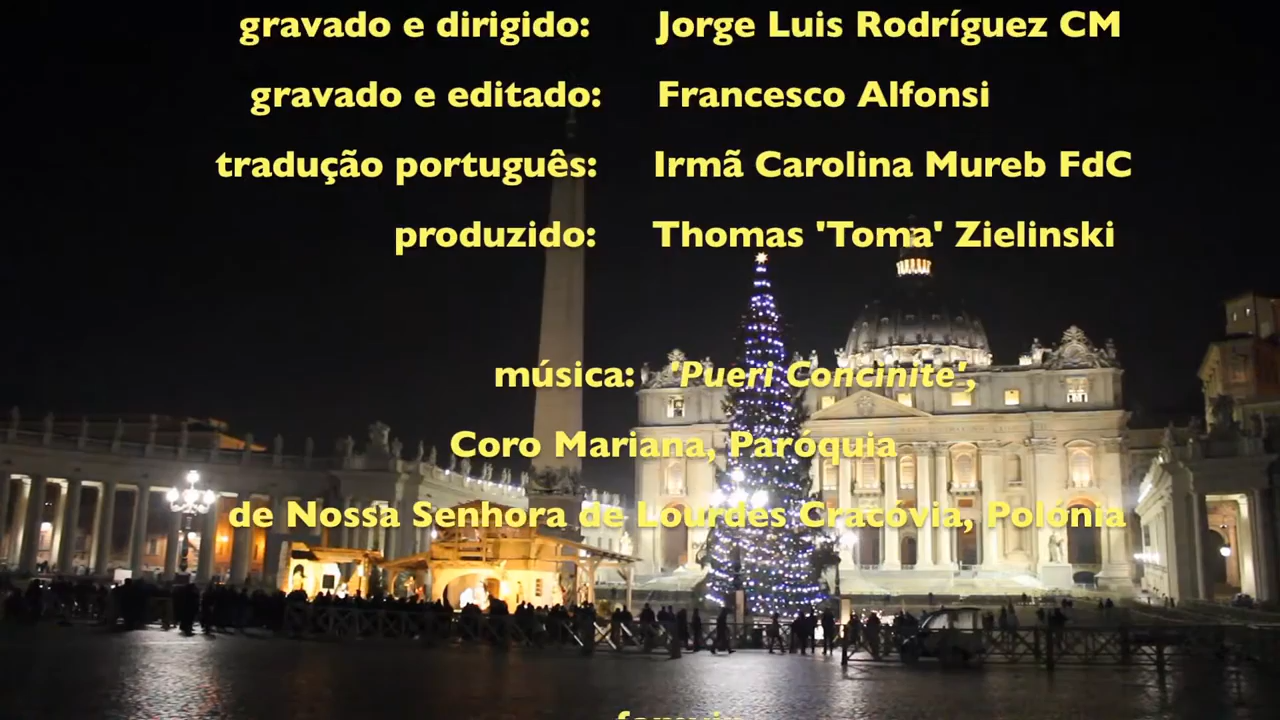 gravado e dirigido: Jorge Luis Rodríguez CM
gravado e editado: Francesco Alfonsi
tradução português: Irmã Carolina Mureb FdC
produzido: Thomas 'Toma' Zielinski
música: 'Pueri Concinite',
Coro Mariana, Paróquia
de Nossa Senhora de Lourdes Cracóvia, Polónia